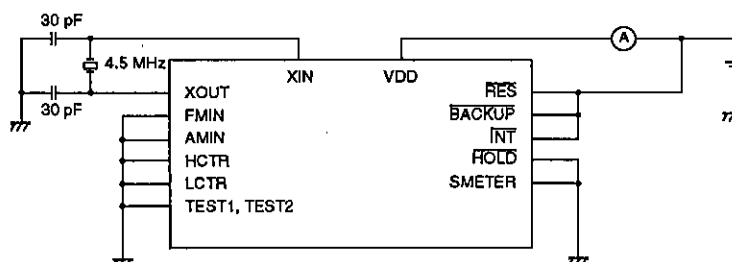 30 pF
4.5 MHz
30 pF
A
XIN
VDD
XOUT
FMIN
AMIN
HCTR
LCTR
TEST1, TEST2
RES
BACKUP
INT
HOLD
SMETER